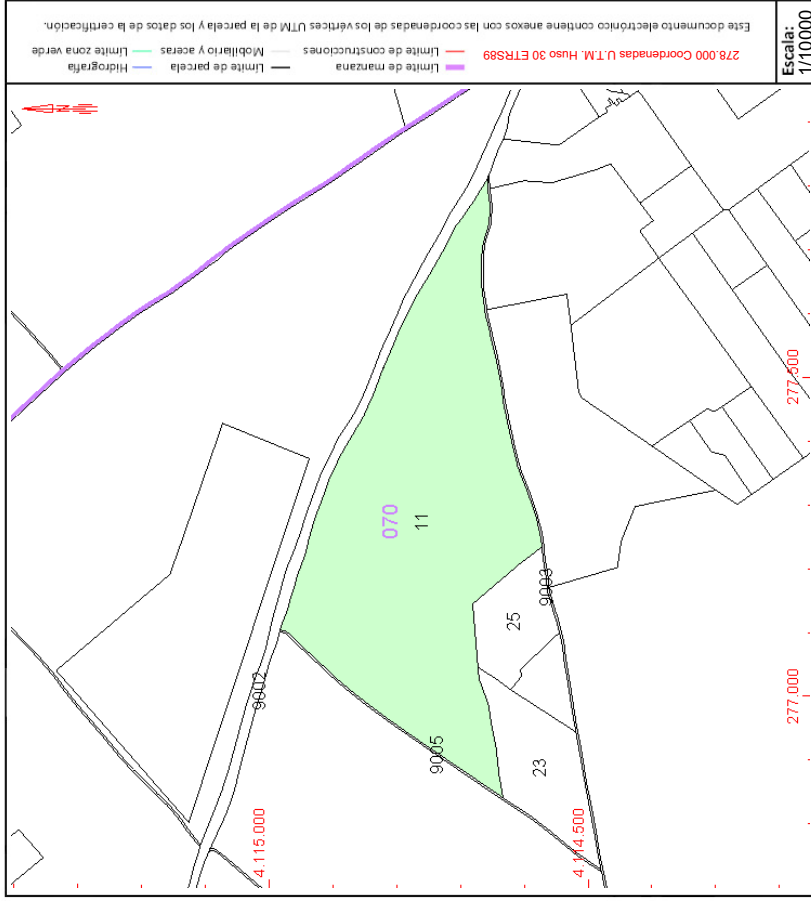 Este documento electrónico contiene anexos con las coordenadas de los vértices UTM de la parcela y los datos de la certificación.
278.000 Coordenadas U.T.M. Huso 30 ETRS89
Límite de manzana
Límite de parcela
Hidrografía
Límite de construcciones
Mobiliario y aceras
Límite zona verde
Escala:
1/10000
N
070
11
25
23
9002
9003
9005
4.115.000
4.114.500
277.500
277.000